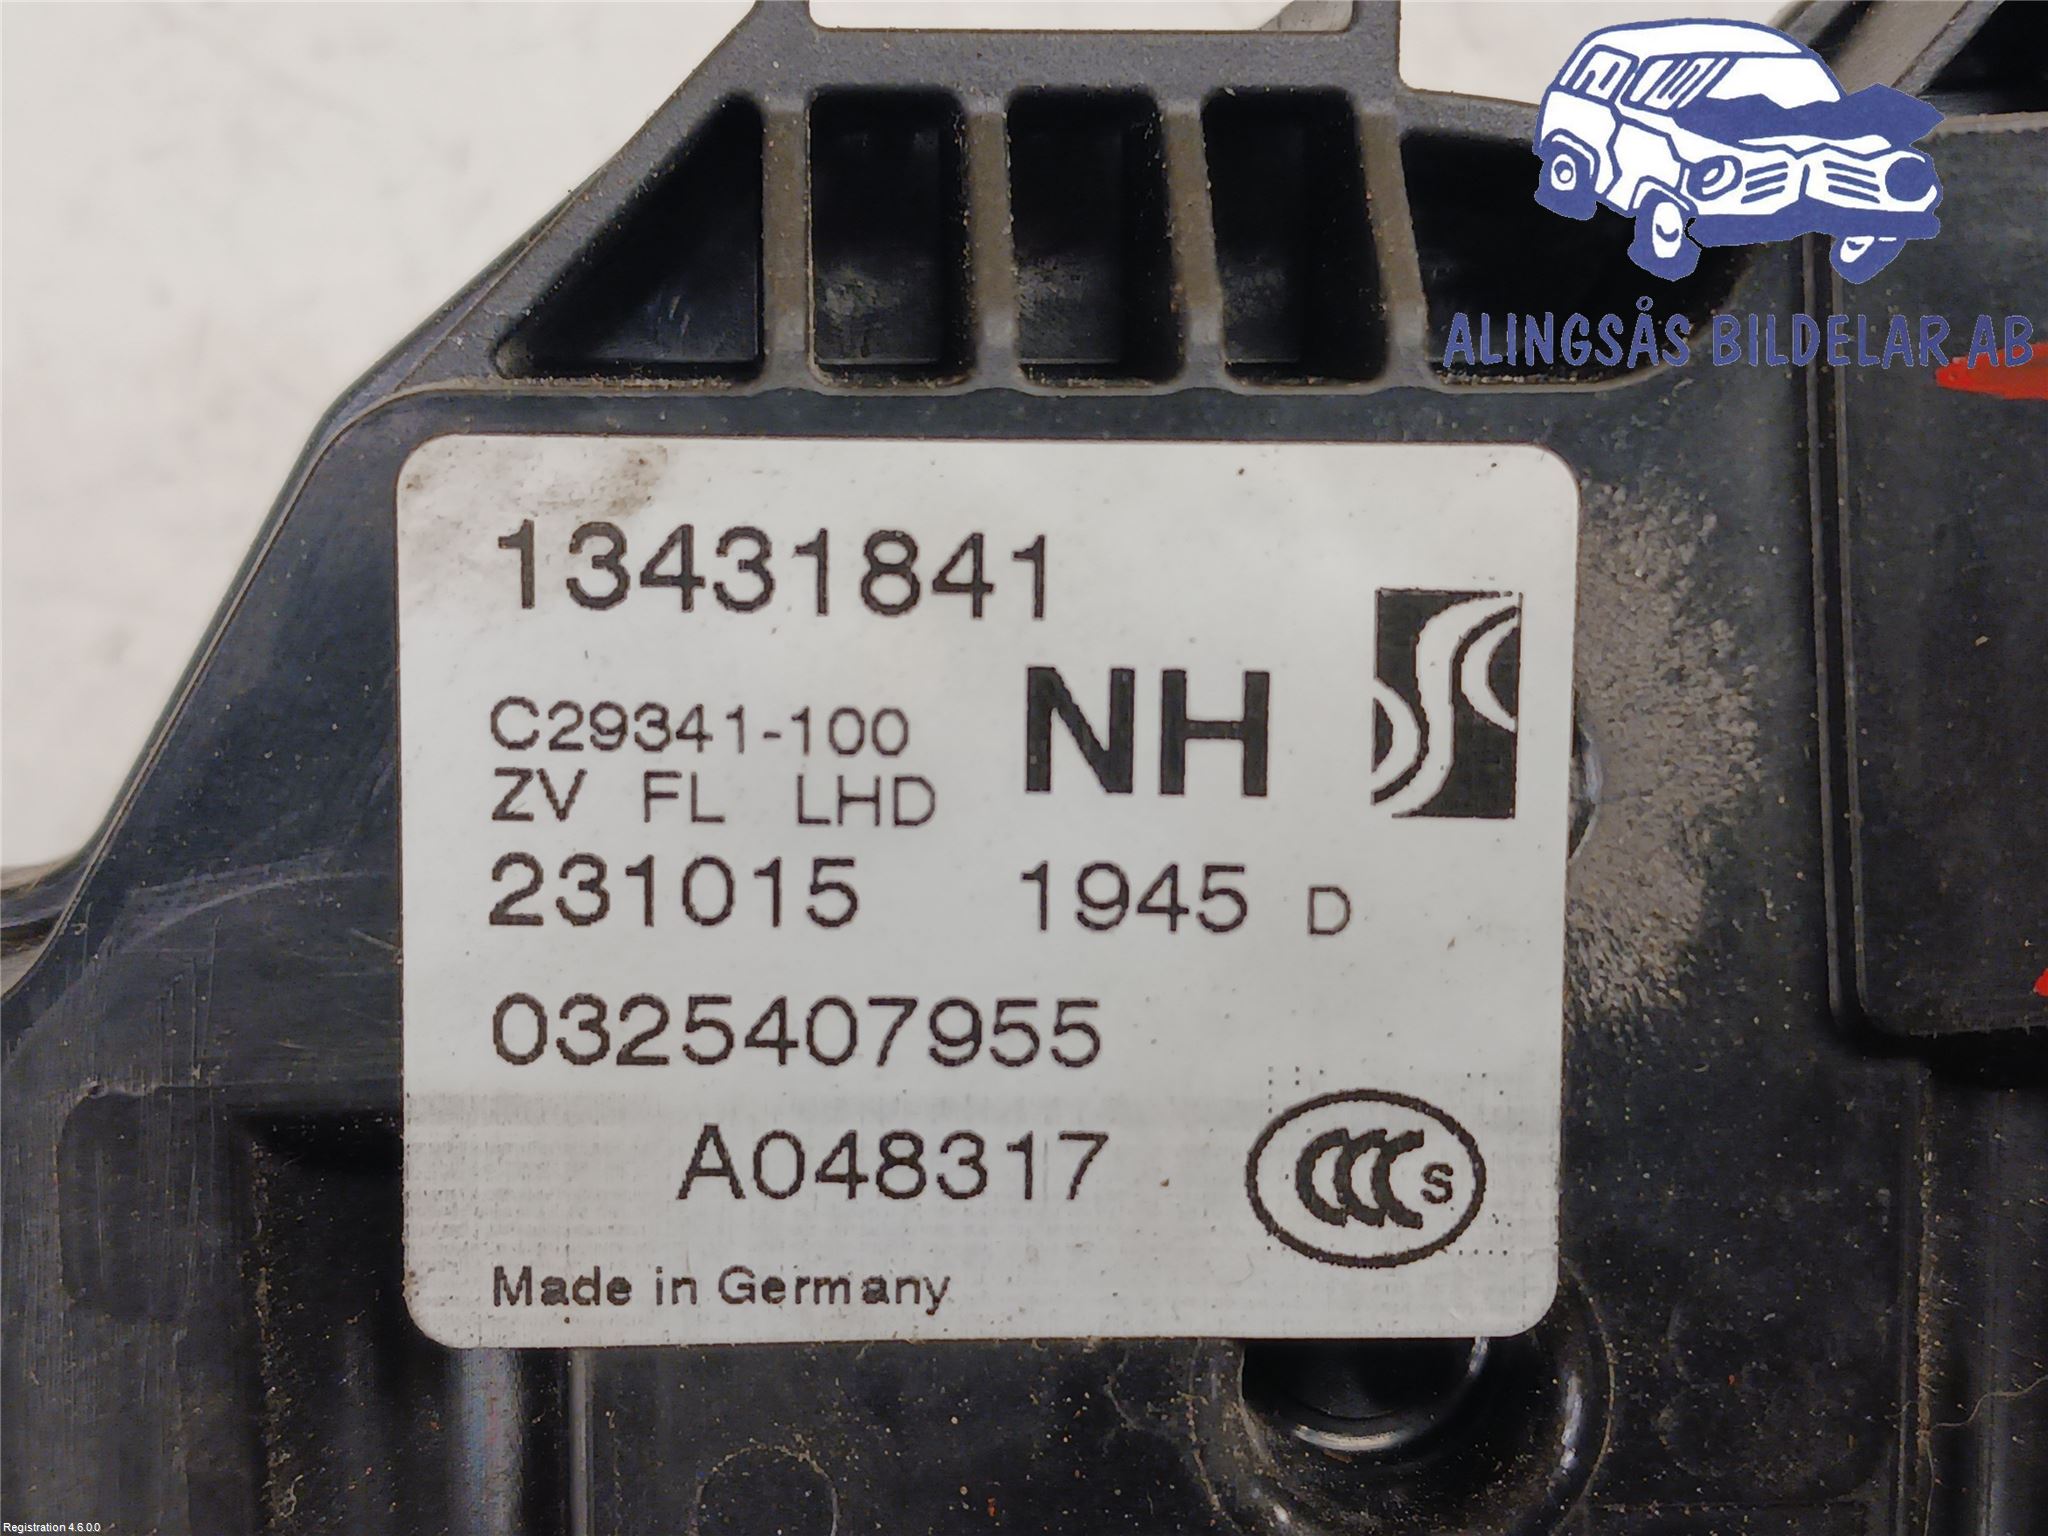 ALINGSÅS BILDELAR AB
13431841
C29341-100 NH
ZV FL LHD
231015 1945 D
0325407955
A048317
CCC S
Made in Germany
Registration 4.6.0.0